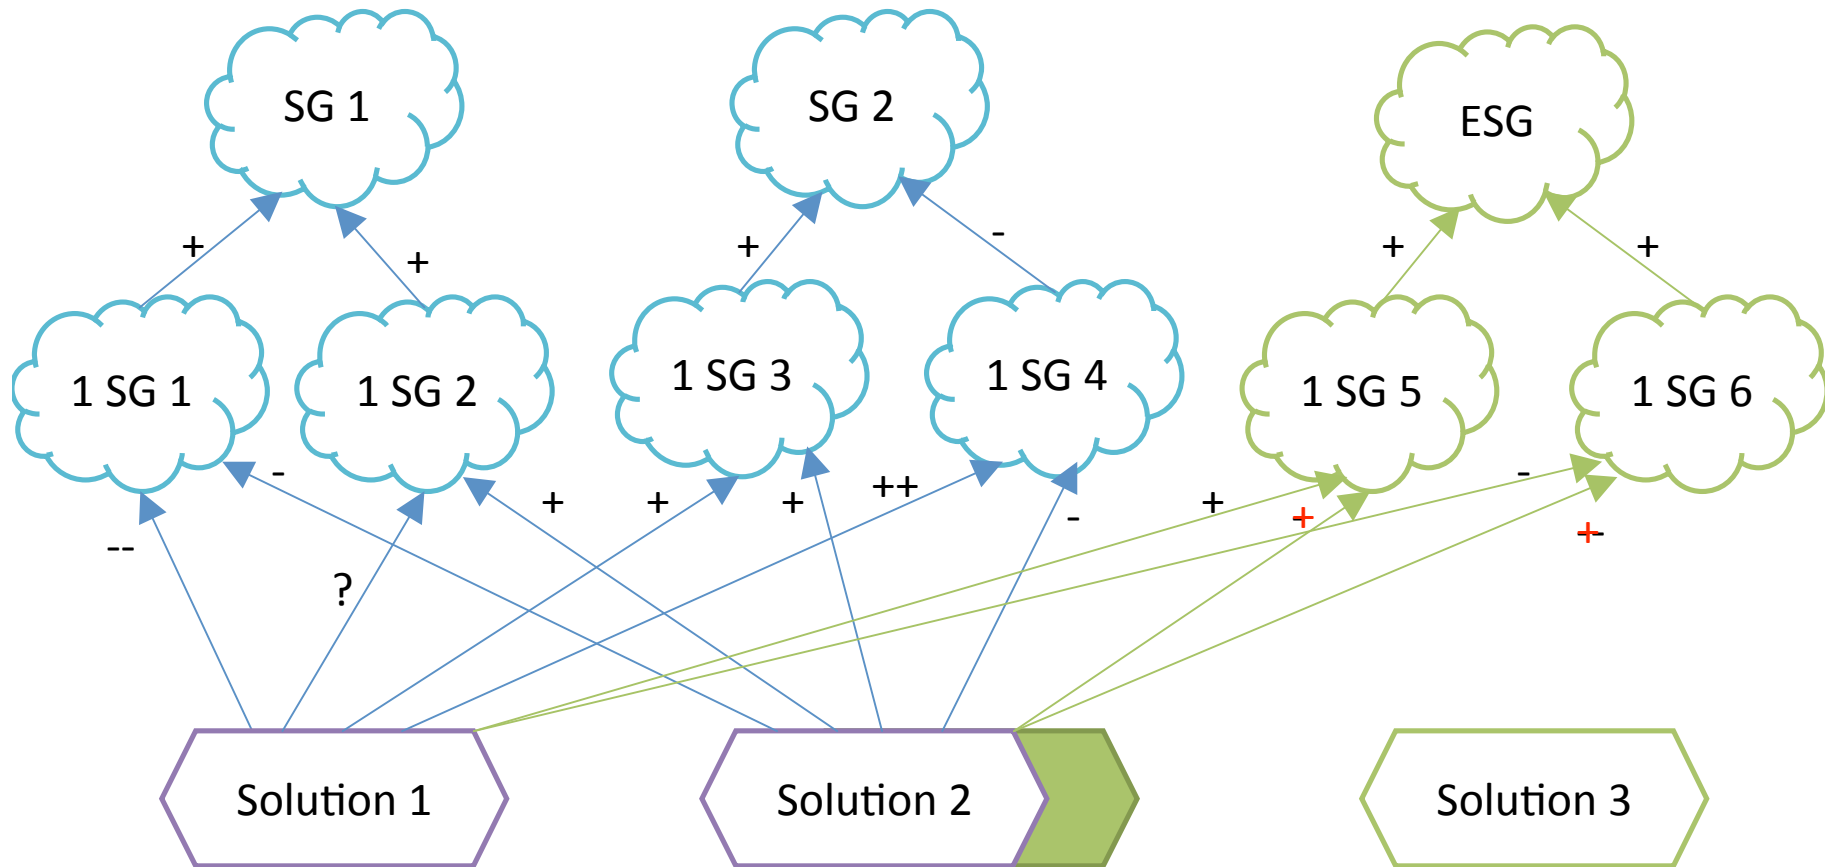 SG 1
SG 2
ESG
+
+
+
-
+
+
1 SG 1
1 SG 2
1 SG 3
1 SG 4
1 SG 5
1 SG 6
-
+
+
+
++
-
+
+
-
+
--
?
Solution 1
Solution 2
Solution 3